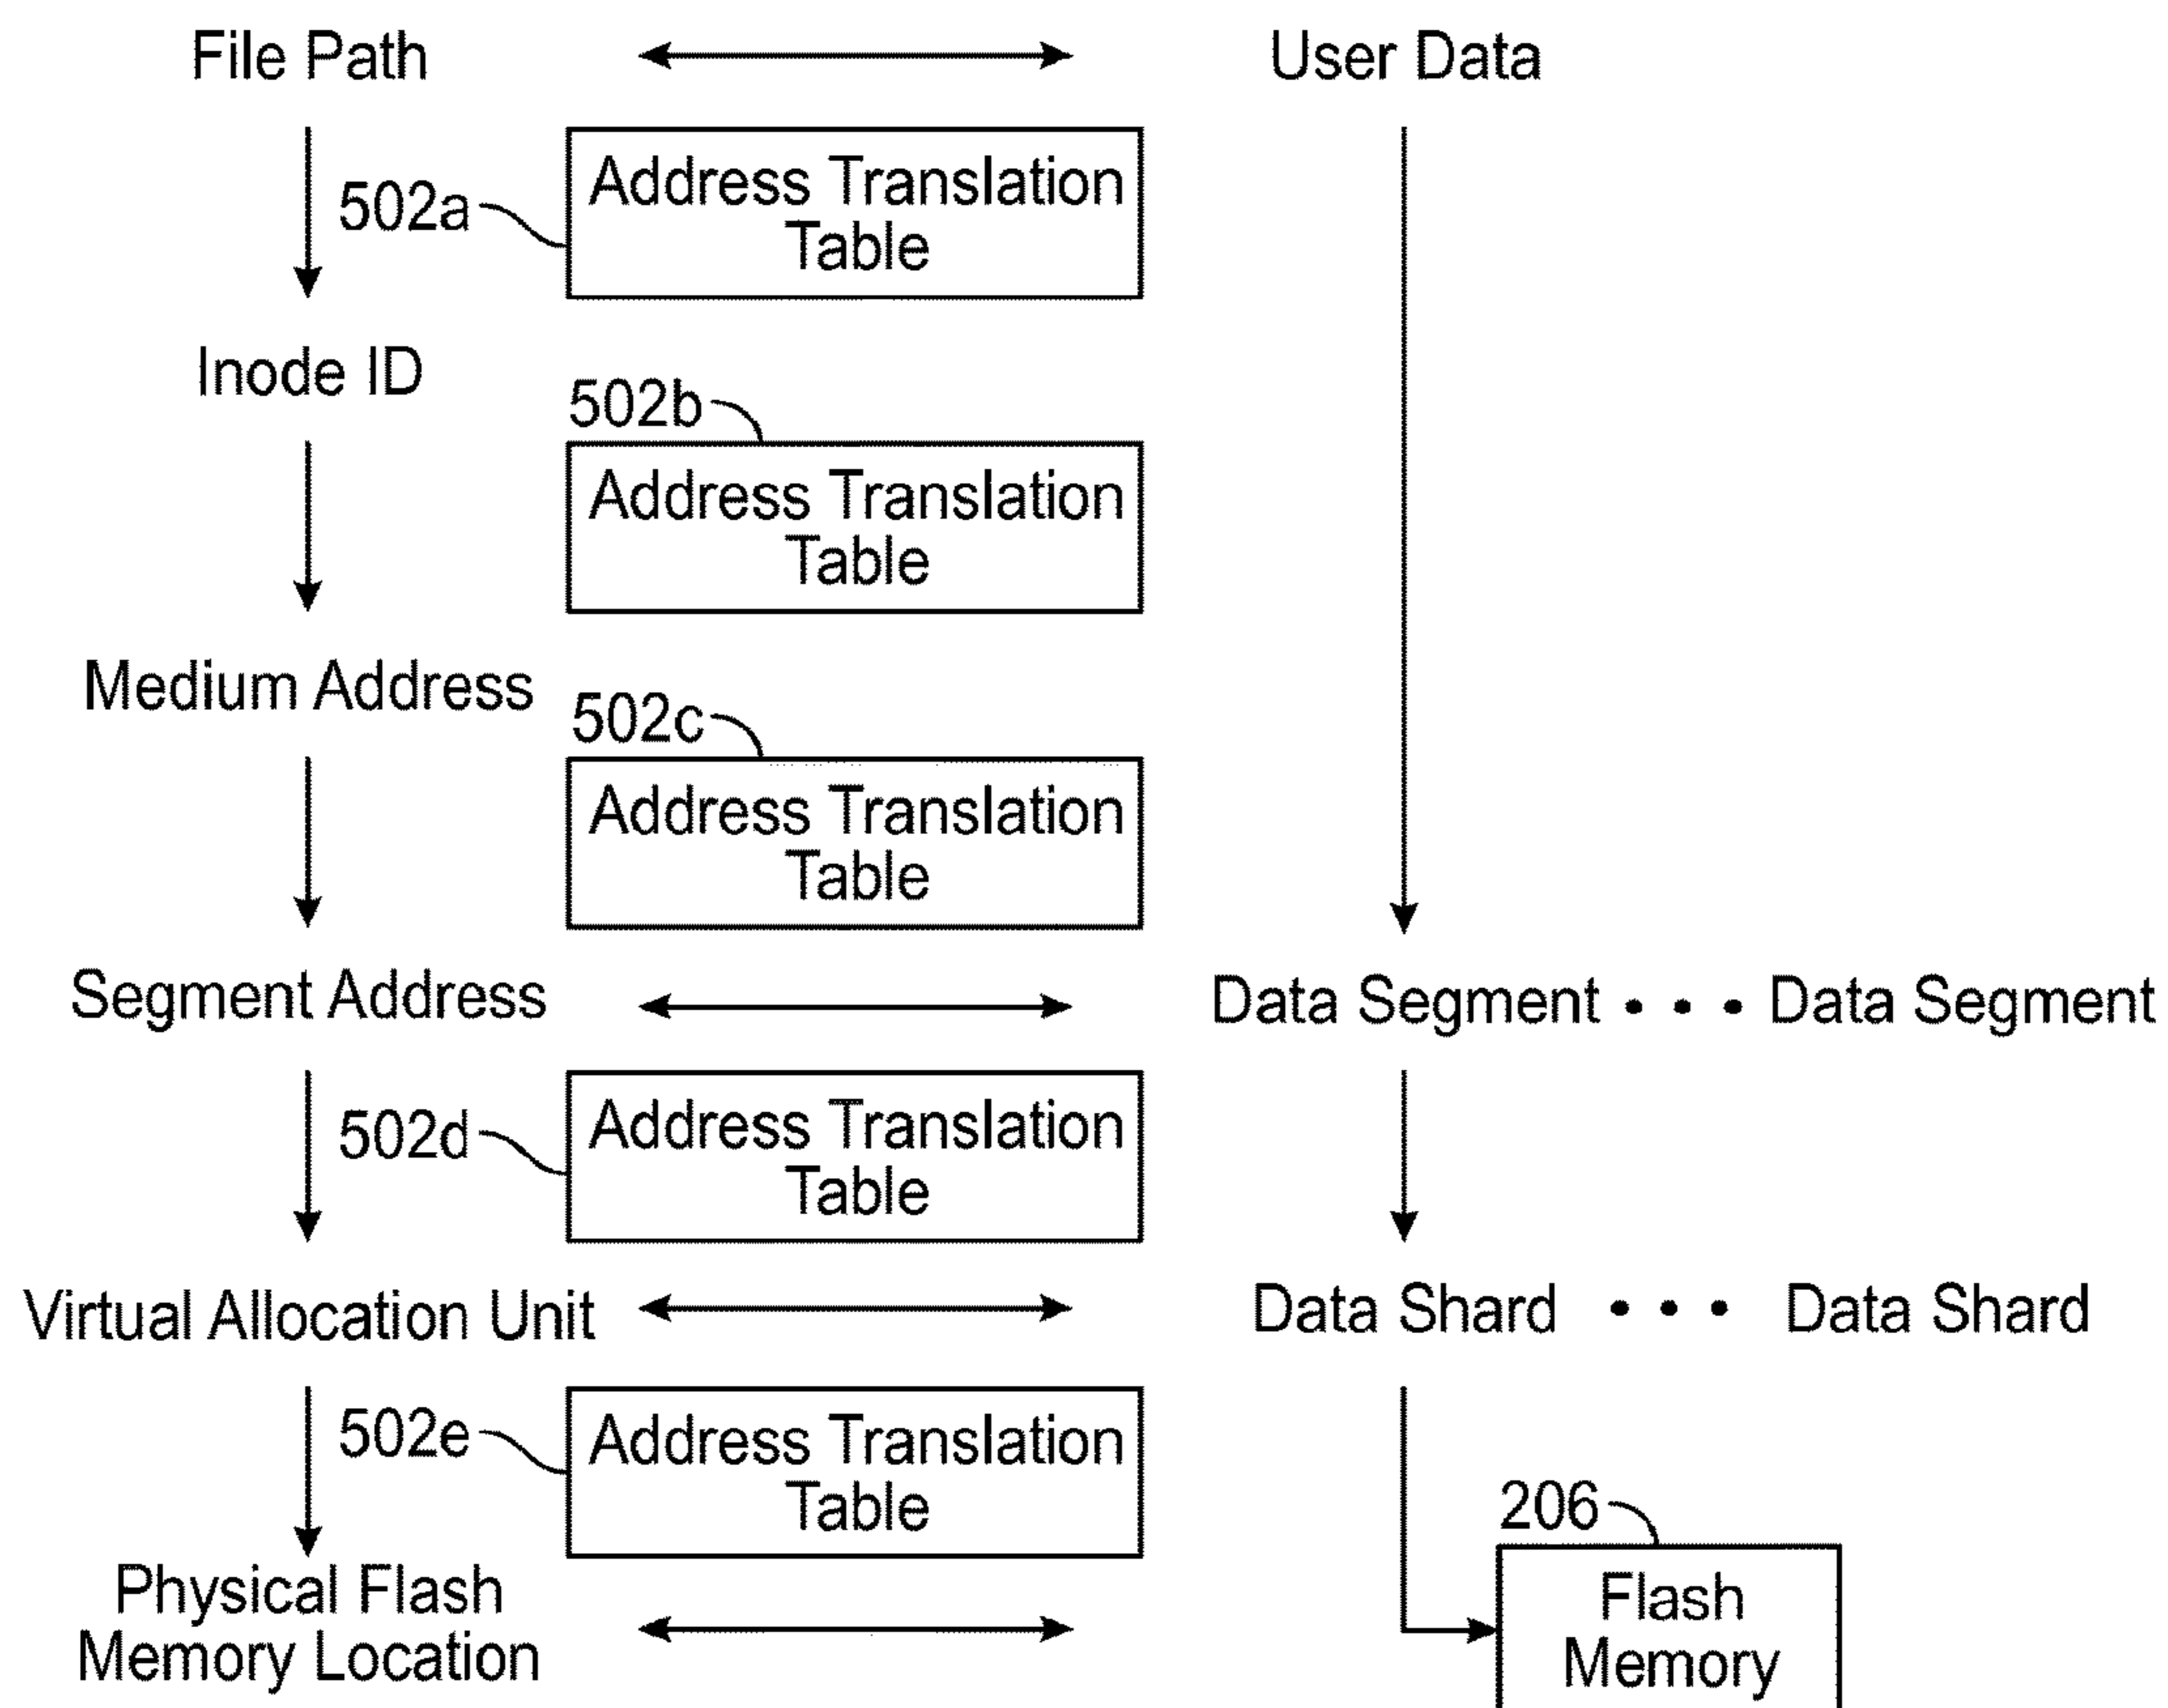 File Path
User Data
502a
Address Translation
Table
Inode ID
502b
Address Translation
Table
Medium Address
502c
Address Translation
Table
Segment Address
Data Segment • • • Data Segment
502d
Address Translation
Table
Virtual Allocation Unit
Data Shard • • • Data Shard
502e
Address Translation
Table
206
Physical Flash
Memory Location
Flash
Memory